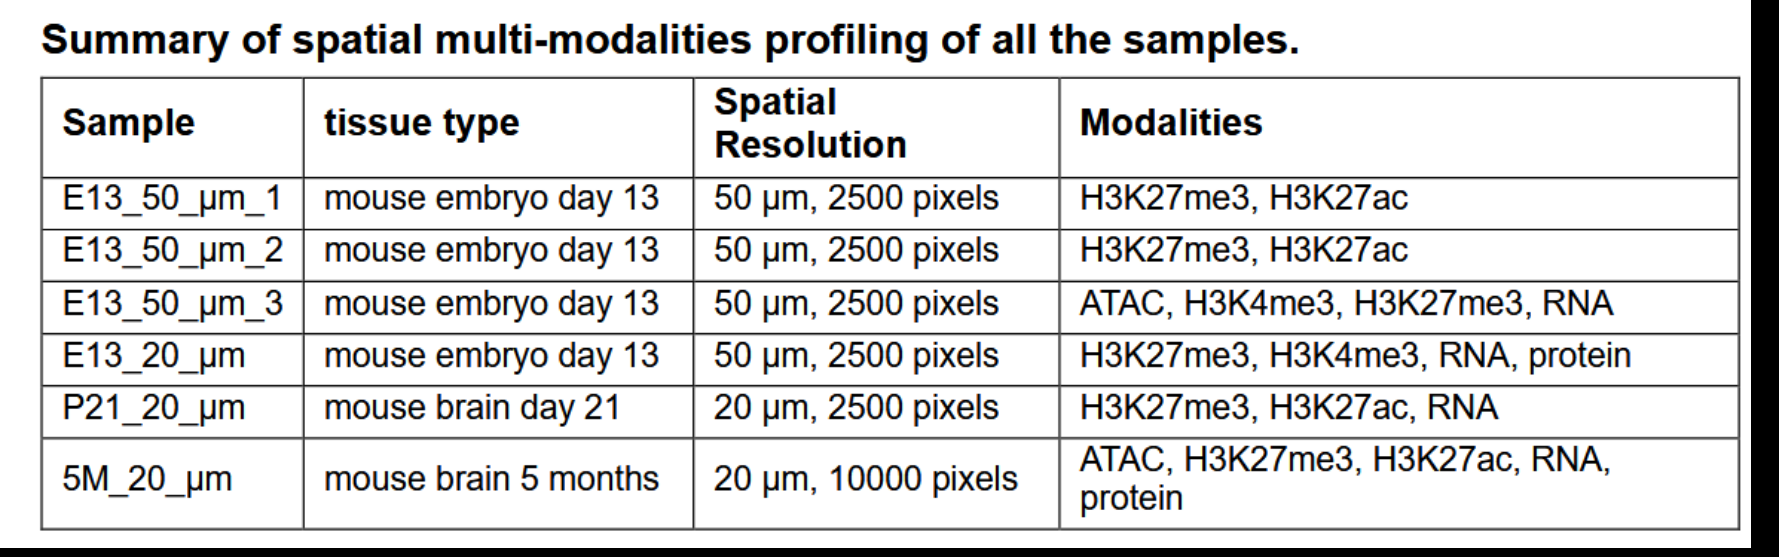 Summary of spatial multi-modalities profiling of all the samples.
Sample tissue type Spatial Resolution Modalities
E13_50_µm_1 mouse embryo day 13 50 µm, 2500 pixels H3K27me3, H3K27ac
E13_50_µm_2 mouse embryo day 13 50 µm, 2500 pixels H3K27me3, H3K27ac
E13_50_µm_3 mouse embryo day 13 50 µm, 2500 pixels ATAC, H3K4me3, H3K27me3, RNA
E13_20_µm mouse embryo day 13 50 µm, 2500 pixels H3K27me3, H3K4me3, RNA, protein
P21_20_µm mouse brain day 21 20 µm, 2500 pixels H3K27me3, H3K27ac, RNA
5M_20_µm mouse brain 5 months 20 µm, 10000 pixels ATAC, H3K27me3, H3K27ac, RNA,
protein